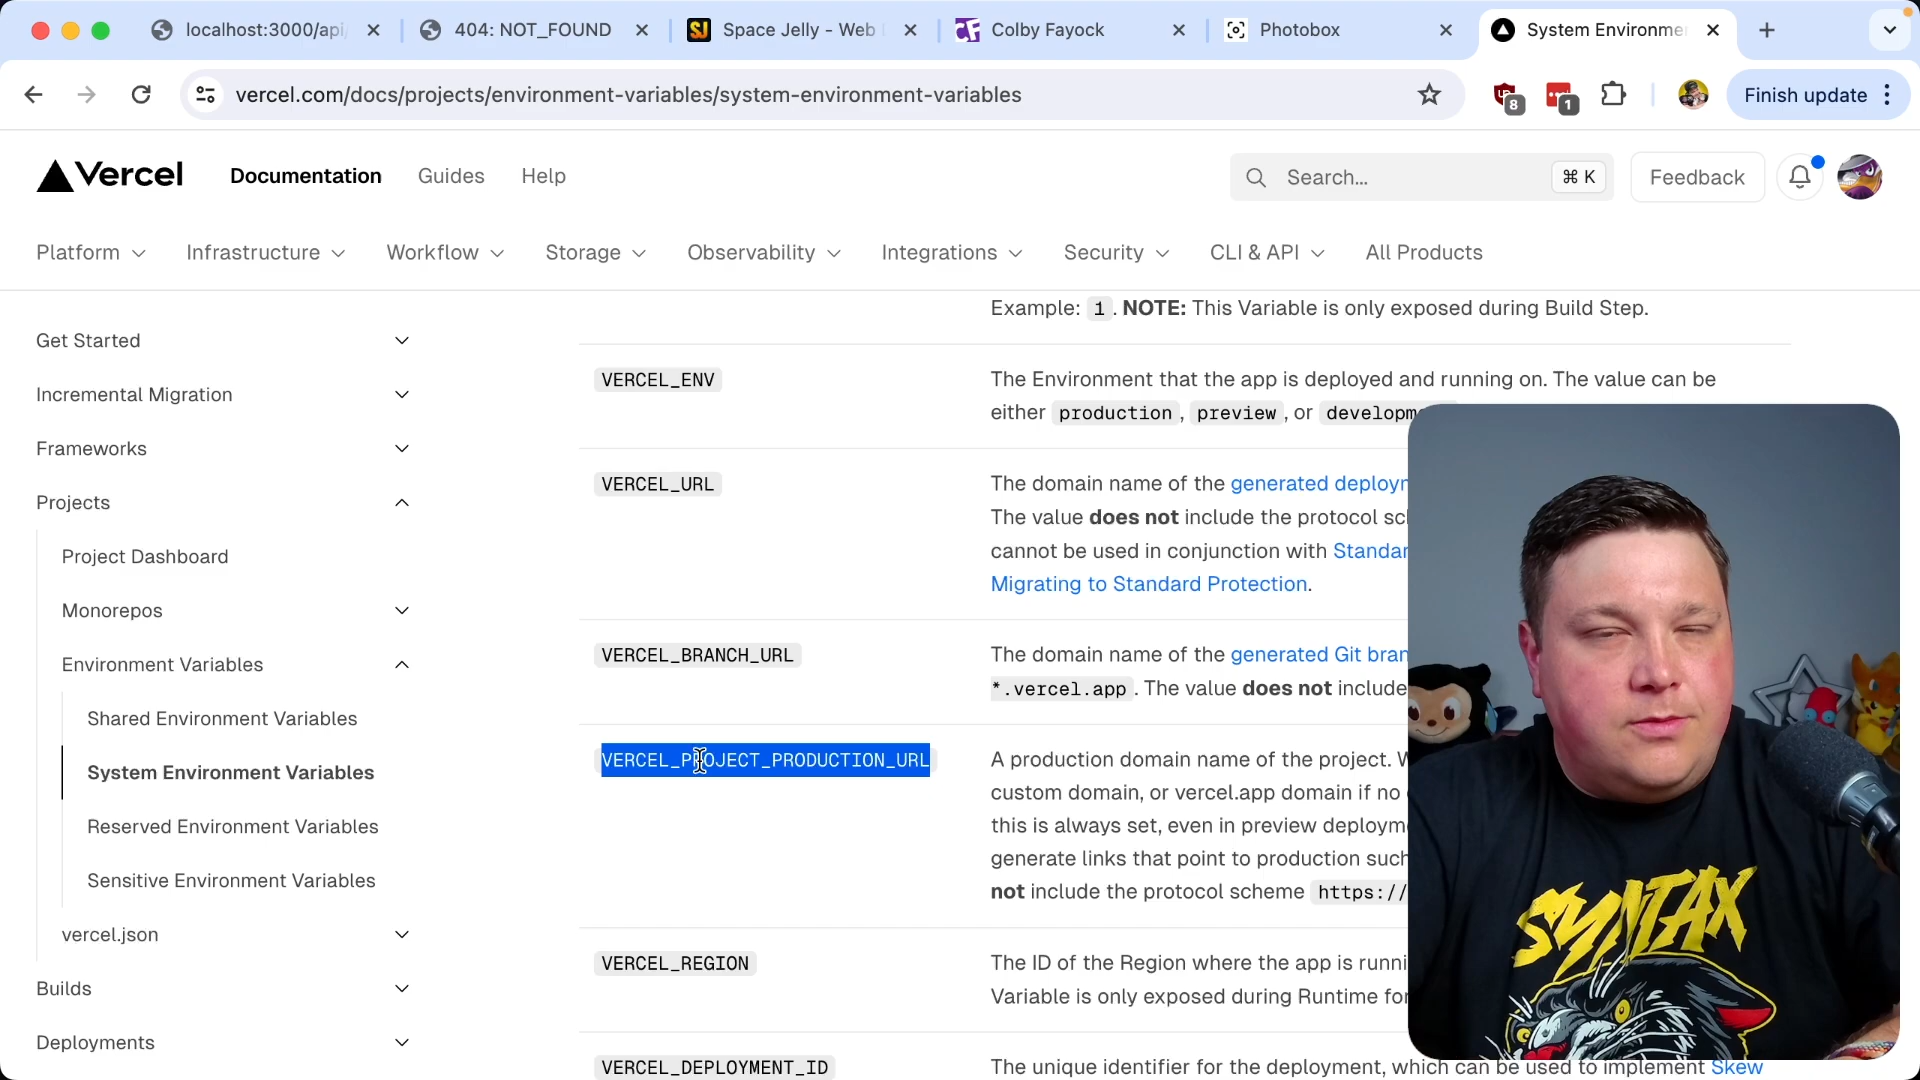 localhost:3000/api/
404: NOT_FOUND
SJ
Space Jelly - Web
CF
Colby Fayock
Photobox
System Environme
vercel.com/docs/projects/environment-variables/system-environment-variables
8
1
Finish update
Vercel
Documentation
Guides
Help
Search...
⌘ K
Feedback
Platform
Infrastructure
Workflow
Storage
Observability
Integrations
Security
CLI & API
All Products
Get Started
Incremental Migration
Frameworks
Projects
Project Dashboard
Monorepos
Environment Variables
Shared Environment Variables
System Environment Variables
Reserved Environment Variables
Sensitive Environment Variables
vercel.json
Builds
Deployments
Example: 1. NOTE: This Variable is only exposed during Build Step.
VERCEL_ENV
The Environment that the app is deployed and running on. The value can be
either production, preview, or developm
VERCEL_URL
The domain name of the generated deployn
The value does not include the protocol scl
cannot be used in conjunction with Standar
Migrating to Standard Protection.
VERCEL_BRANCH_URL
The domain name of the generated Git bran
*.vercel.app. The value does not include
VERCEL_PROJECT_PRODUCTION_URL
A production domain name of the project. W
custom domain, or vercel.app domain if no
this is always set, even in preview deploym
generate links that point to production such
not include the protocol scheme https://
VERCEL_REGION
The ID of the Region where the app is runni
Variable is only exposed during Runtime for
VERCEL_DEPLOYMENT_ID
The unique identifier for the deployment, which can be used to implement Skew
SYNTAX